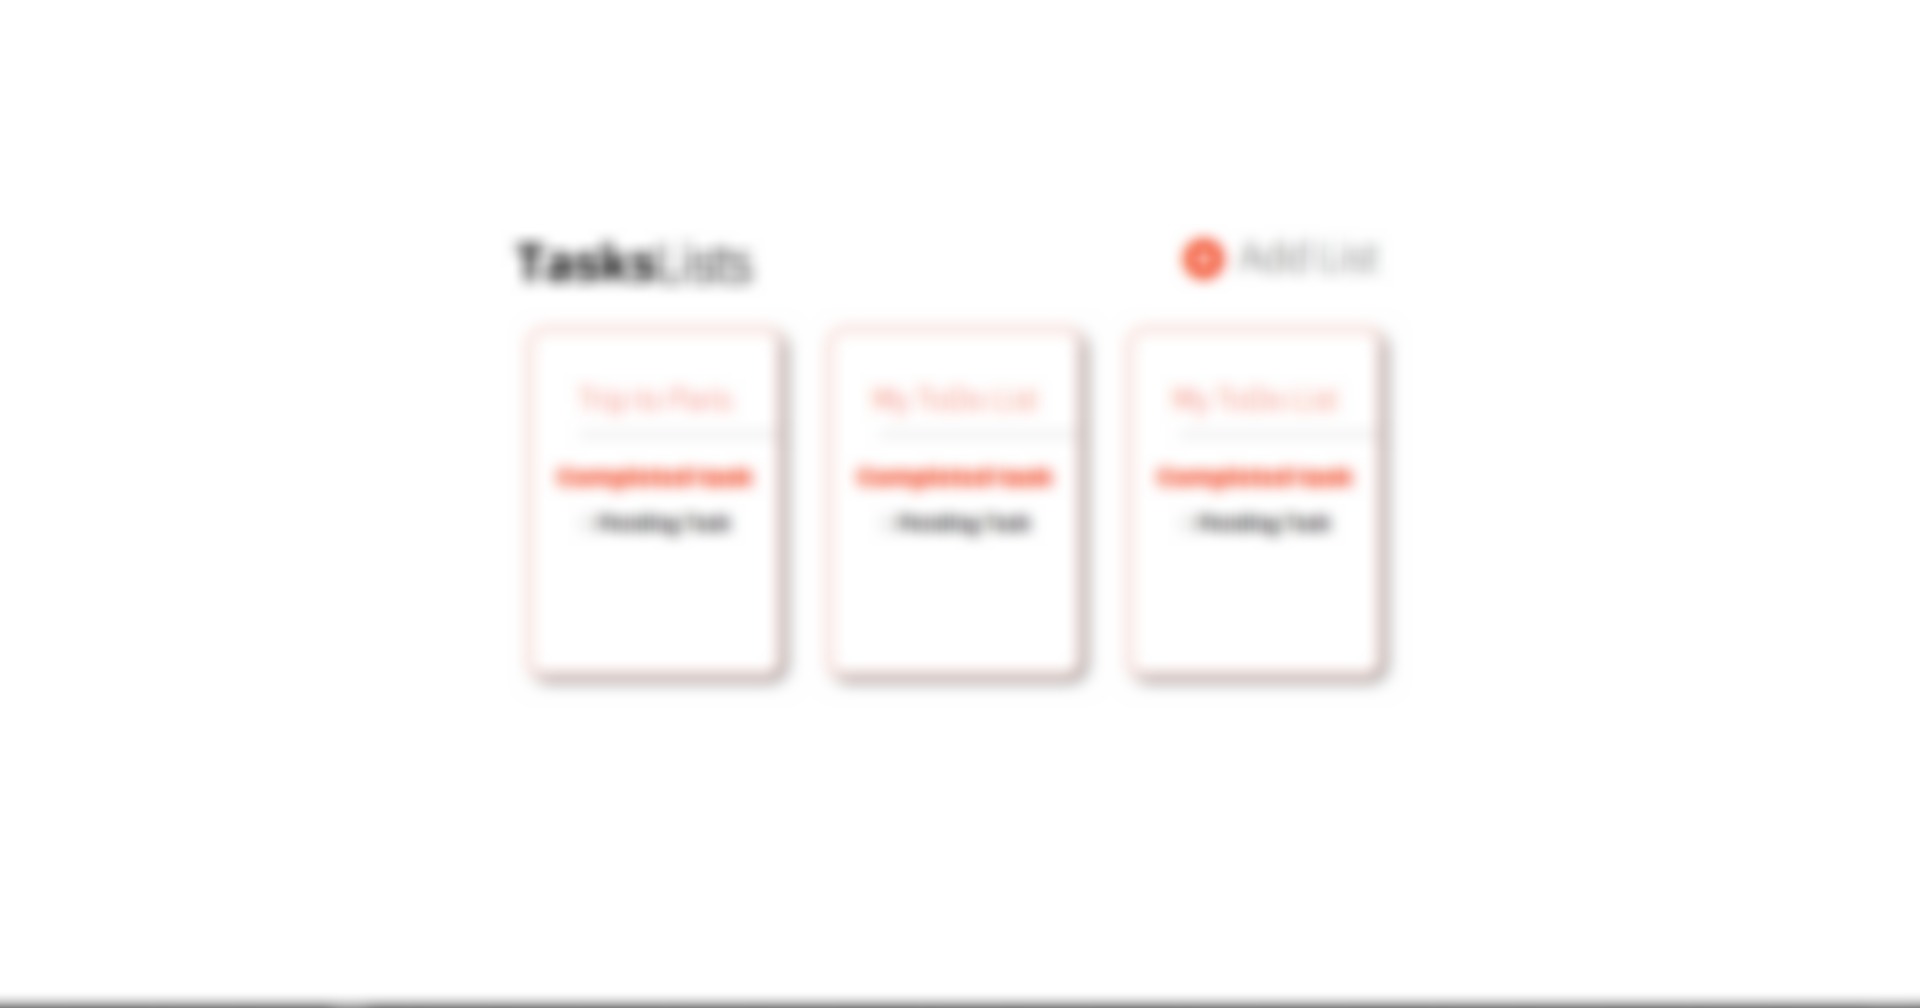 TasksLists
Add List
Trip to Paris
My ToDo List
My ToDo List
Completed task
Completed task
Completed task
Pending Task
Pending Task
Pending Task